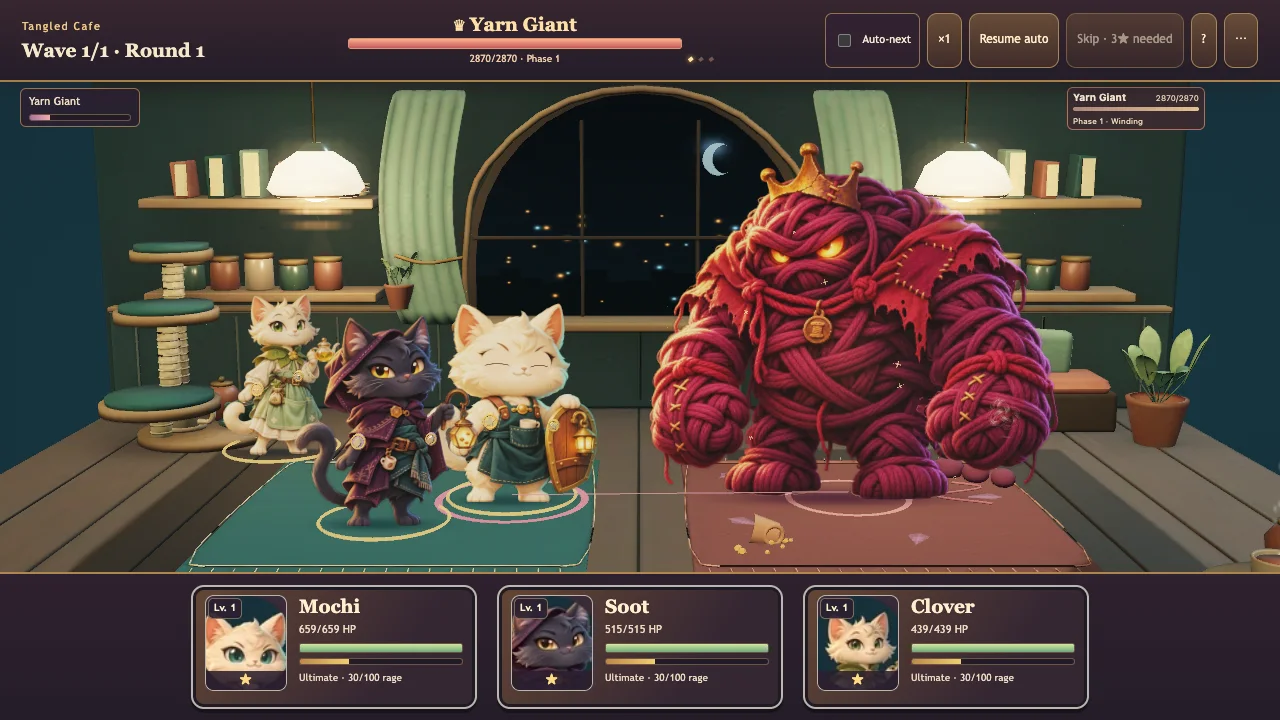 Tangled Cafe
Wave 1/1 · Round 1
♛ Yarn Giant
2870/2870 · Phase 1
Auto-next
×1
Resume auto
Skip · 3★ needed
?
···
Yarn Giant
Yarn Giant 2870/2870
Phase 1 · Winding
Lv. 1
Mochi
659/659 HP
Ultimate · 30/100 rage
Lv. 1
Soot
515/515 HP
Ultimate · 30/100 rage
Lv. 1
Clover
439/439 HP
Ultimate · 30/100 rage